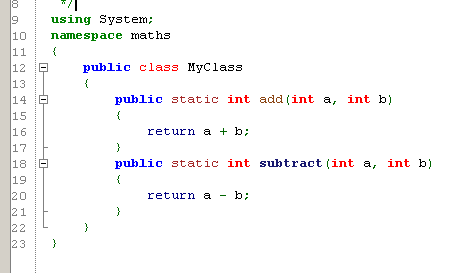 8 */
9 using System;
10 namespace maths
11 {
12 public class MyClass
13 {
14 public static int add(int a, int b)
15 {
16 return a + b;
17 }
18 public static int subtract(int a, int b)
19 {
20 return a - b;
21 }
22 }
23 }